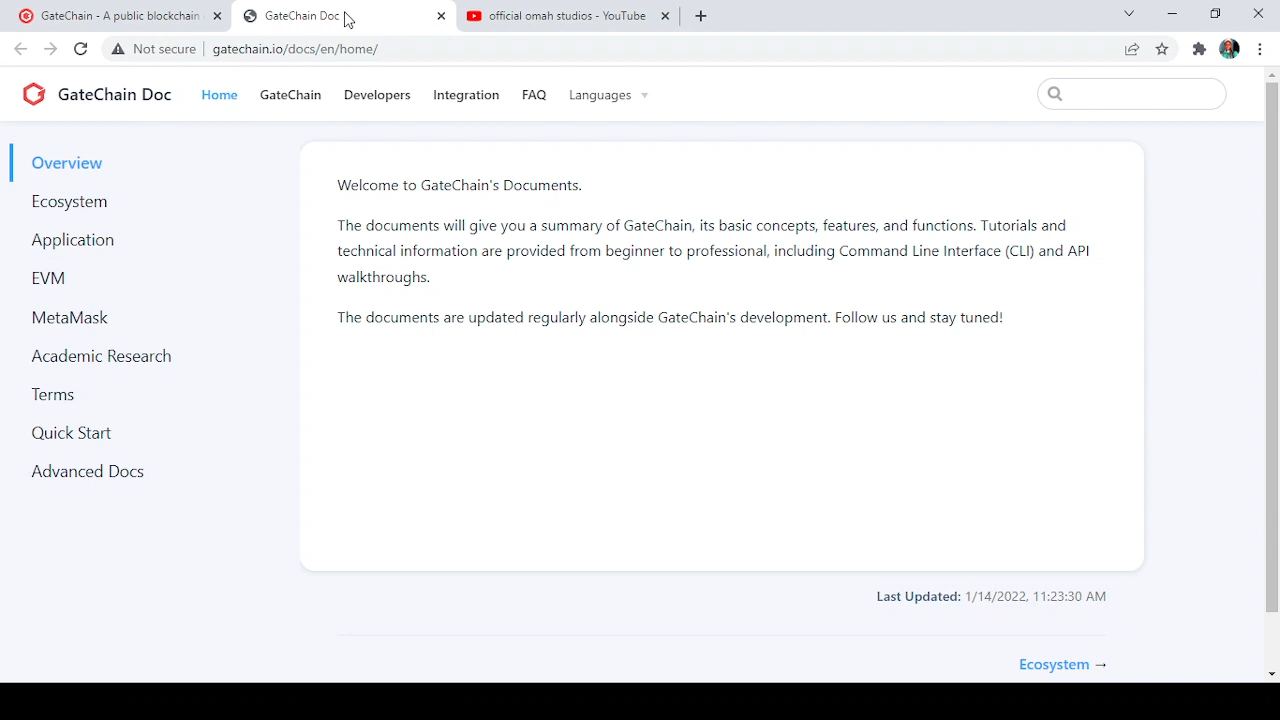 GateChain - A public blockchain
GateChain Doc
official omah studios - YouTube
Not secure
gatechain.io/docs/en/home/
GateChain Doc
Home
GateChain
Developers
Integration
FAQ
Languages
Overview
Ecosystem
Application
EVM
MetaMask
Academic Research
Terms
Quick Start
Advanced Docs
Welcome to GateChain's Documents.
The documents will give you a summary of GateChain, its basic concepts, features, and functions. Tutorials and
technical information are provided from beginner to professional, including Command Line Interface (CLI) and API
walkthroughs.
The documents are updated regularly alongside GateChain's development. Follow us and stay tuned!
Last Updated: 1/14/2022, 11:23:30 AM
Ecosystem →